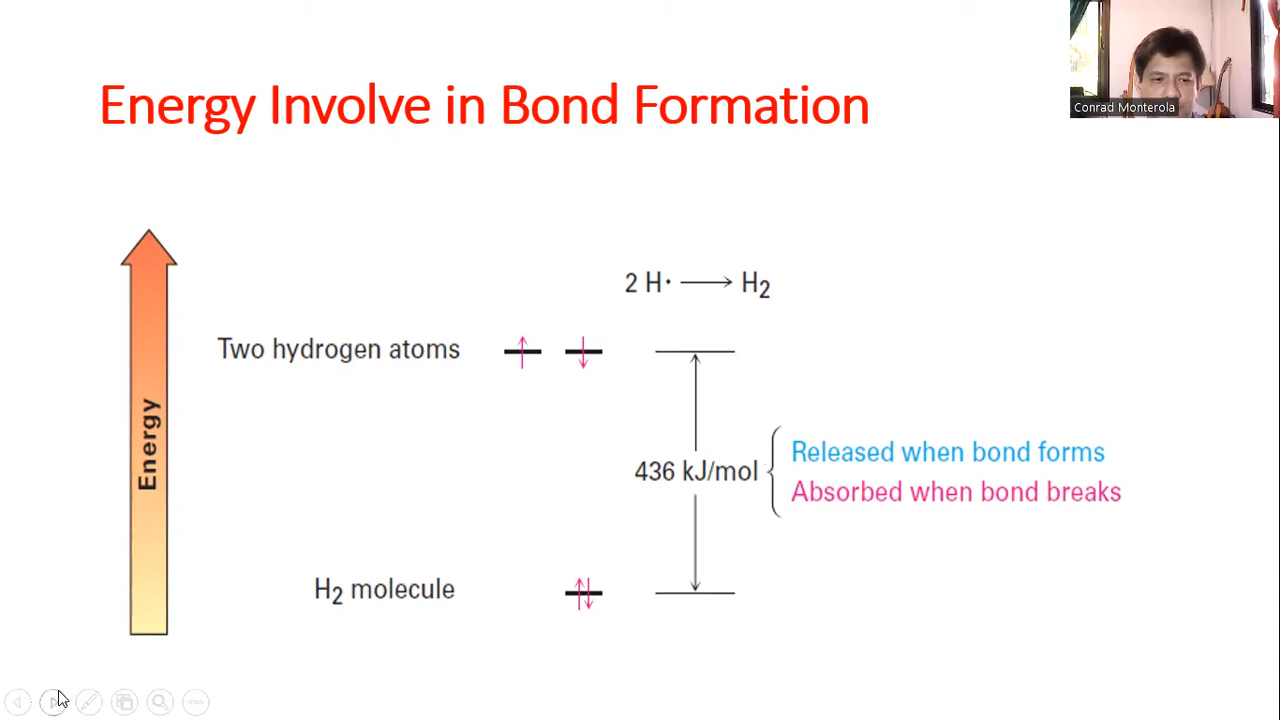 Conrad Monterola
Energy Involve in Bond Formation
2 H· ⟶ H₂
Two hydrogen atoms
Energy
436 kJ/mol
Released when bond forms
Absorbed when bond breaks
H₂ molecule